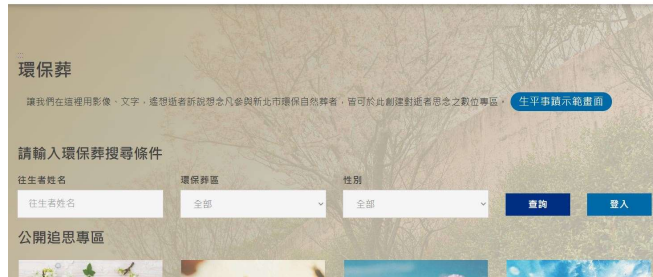 環保葬
讓我們在這裡用影像、文字，遙想逝者訴說想念凡參與新北市環保自然葬者，皆可於此創建對逝者思念之數位專區。 生平事蹟示範畫面
請輸入環保葬搜尋條件
往生者姓名 環保葬區 性別
往生者姓名 全部 全部 查詢 登入
公開追思專區